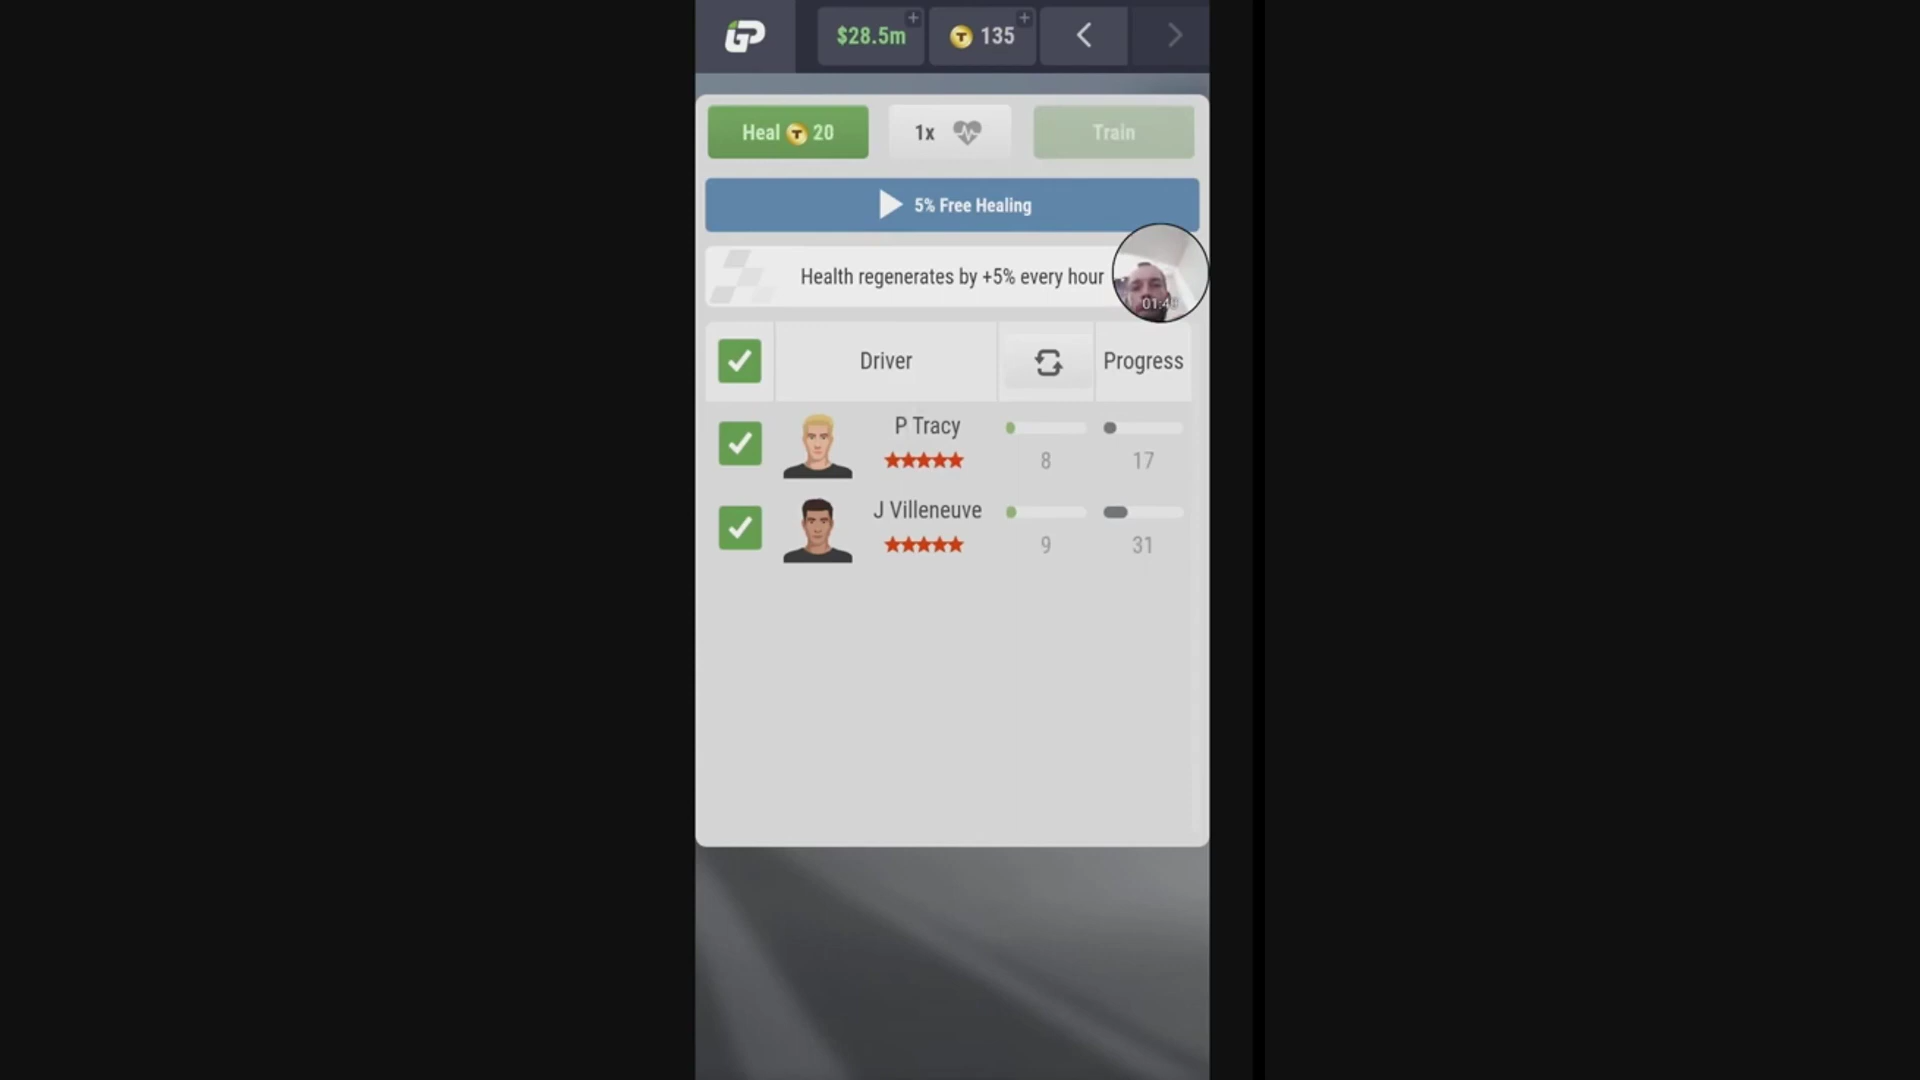 GP
$28.5m + T 135 +
Heal T 20 1x Train
5% Free Healing
Health regenerates by +5% every hour
Driver Progress
P Tracy
8 17
J Villeneuve
9 31